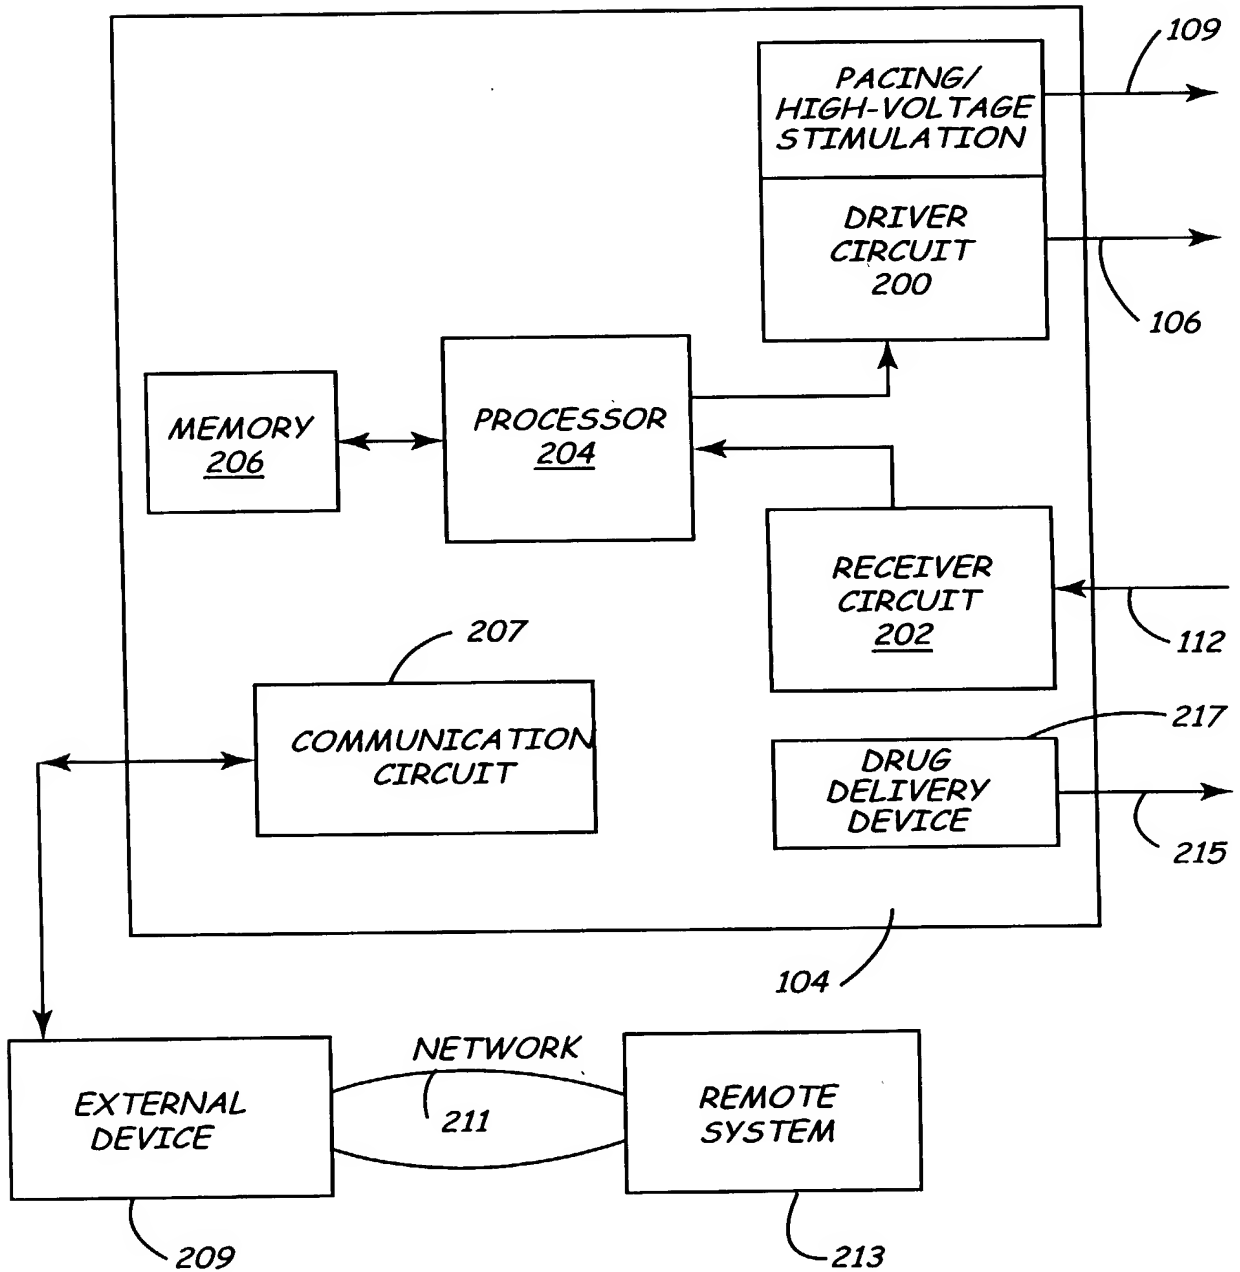 109
PACING/
HIGH-VOLTAGE
STIMULATION
DRIVER
CIRCUIT
200
106
MEMORY
206
PROCESSOR
204
RECEIVER
CIRCUIT
202
112
207
COMMUNICATION
CIRCUIT
217
DRUG
DELIVERY
DEVICE
215
104
NETWORK
211
EXTERNAL
DEVICE
REMOTE
SYSTEM
209
213